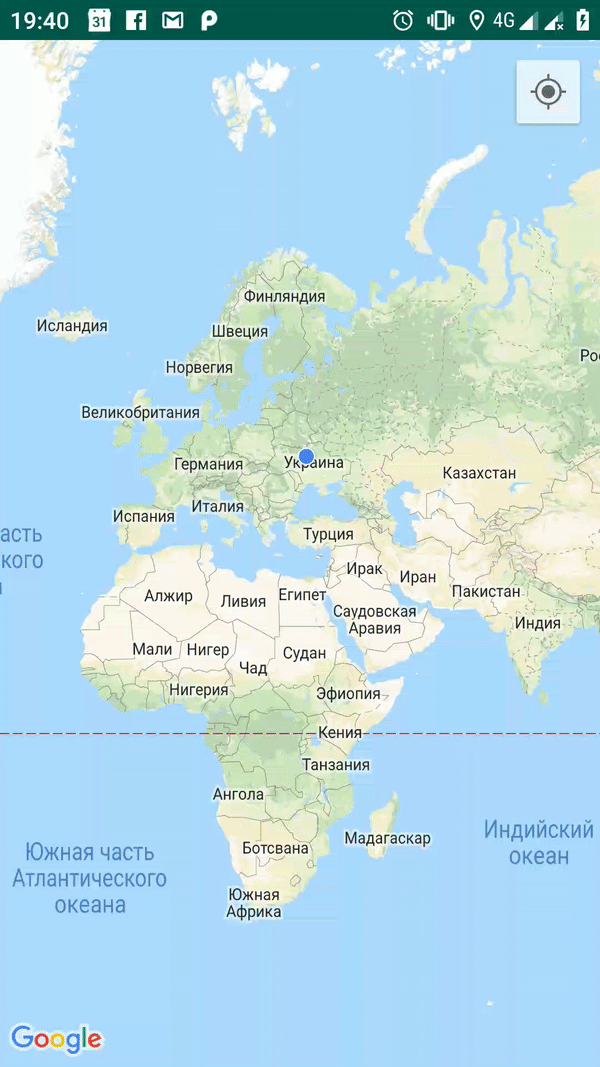 19:40
31
4G
Финляндия
Исландия
Швеция
Рос
Норвегия
Великобритания
Германия
Украина
Казахстан
Италия
Испания
Турция
асть
кого
Ирак
Иран
Алжир
Ливия
Египет
Пакистан
Саудовская
Аравия
Индия
Мали
Нигер
Судан
Чад
Нигерия
Эфиопия
Кения
Танзания
Ангола
Мадагаскар
Индийский
океан
Ботсвана
Южная часть
Атлантического
океана
Южная
Африка
Google